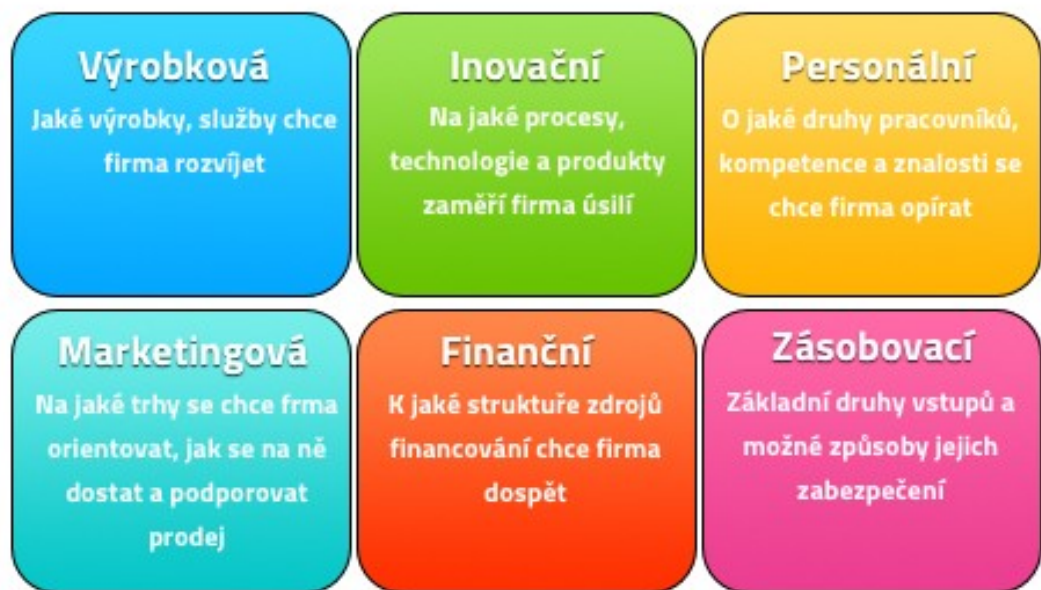 Výrobková
Jaké výrobky, služby chce
firma rozvíjet
Inovační
Na jaké procesy,
technologie a produkty
zaměří firma úsilí
Personální
O jaké druhy pracovníků,
kompetence a znalosti se
chce firma opírat
Marketingová
Na jaké trhy se chce frma
orientovat, jak se na ně
dostat a podporovat
prodej
Finanční
K jaké struktuře zdrojů
financování chce firma
dospět
Zásobovací
Základní druhy vstupů a
možné způsoby jejich
zabezpečení